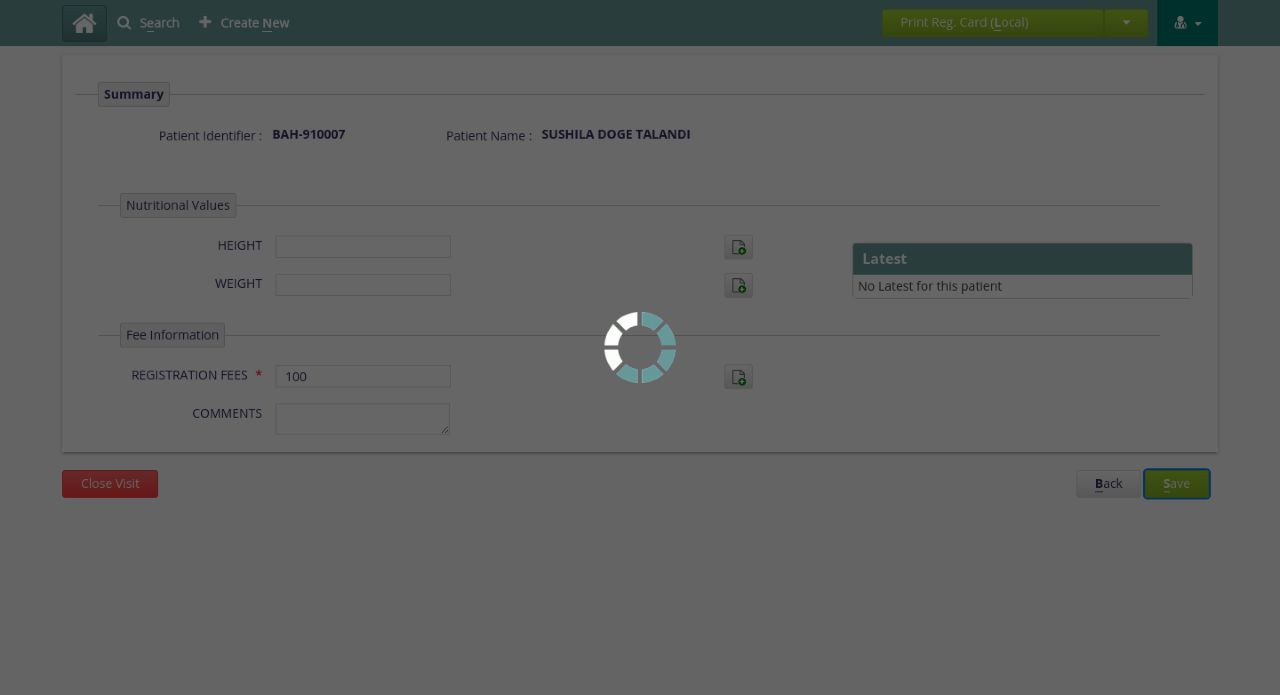 Search Create New Print Reg. Card (Local)
Summary
Patient Identifier : BAH-910007 Patient Name : SUSHILA DOGE TALANDI
Nutritional Values
HEIGHT
Latest
WEIGHT No Latest for this patient
Fee Information
REGISTRATION FEES * 100
COMMENTS
Close Visit Back Save